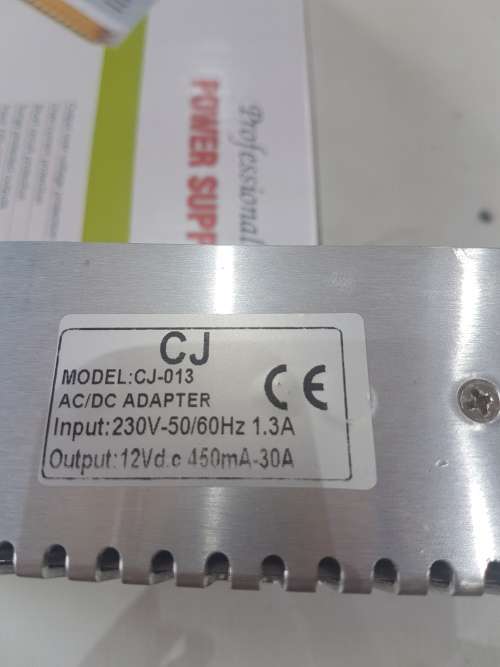 Professional
POWER SUPP
CJ
MODEL:CJ-013
AC/DC ADAPTER
Input:230V-50/60Hz 1.3A
Output:12Vd.c 450mA-30A
CE